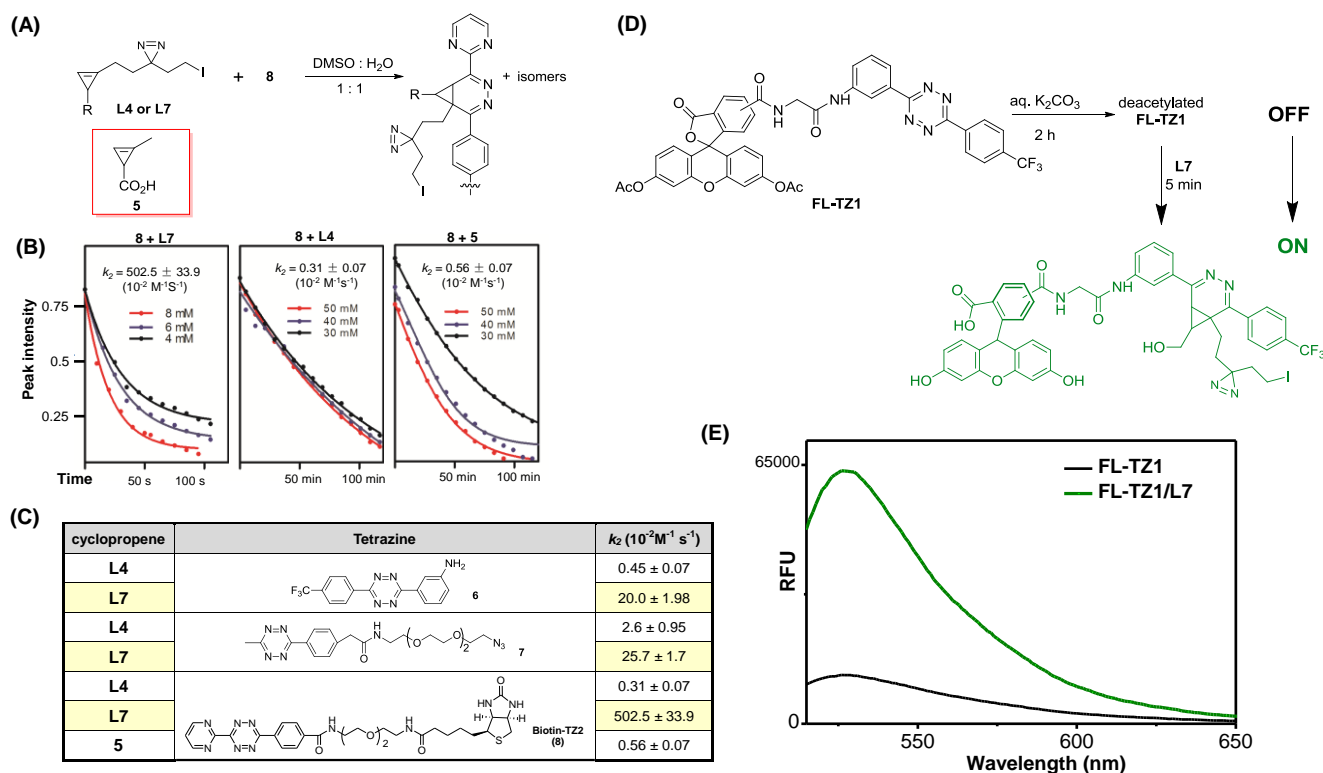 (A)
N=N
I
R
L4 or L7
+ 8
DMSO : H₂O
1 : 1
N N
R
N
N
N
N
I
+ isomers
CO₂H
5
(B)
8 + L7
8 + L4
8 + 5
k₂ = 502.5 ± 33.9
(10⁻² M⁻¹S⁻¹)
8 mM
6 mM
4 mM
k₂ = 0.31 ± 0.07
(10⁻² M⁻¹s⁻¹)
50 mM
40 mM
30 mM
k₂ = 0.56 ± 0.07
(10⁻² M⁻¹s⁻¹)
50 mM
40 mM
30 mM
Peak intensity
0.75
0.5
0.25
Time
50 s 100 s
50 min 100 min
50 min 100 min
(C)
cyclopropene Tetrazine k₂ (10⁻²M⁻¹ s⁻¹)
L4 0.45 ± 0.07
F₃C N N N N NH₂ 6
L7 20.0 ± 1.98
L4 2.6 ± 0.95
N N N N H N O O O 2 N₃ 7
L7 25.7 ± 1.7
L4 0.31 ± 0.07
L7 502.5 ± 33.9
N N N N N N O N H O 2 H N O S H H HN NH O Biotin-TZ2
(8)
5 0.56 ± 0.07
(D)
O
O
O
N
H
O
H
N
N N
N N
CF₃
AcO O OAc
FL-TZ1
aq. K₂CO₃
2 h
deacetylated
FL-TZ1
L7
5 min
OFF
ON
O
O
HO
N
H
O
H
N
N N
HO
CF₃
HO O OH
N=N
I
(E)
65000
0
RFU
FL-TZ1
FL-TZ1/L7
550 600 650
Wavelength (nm)